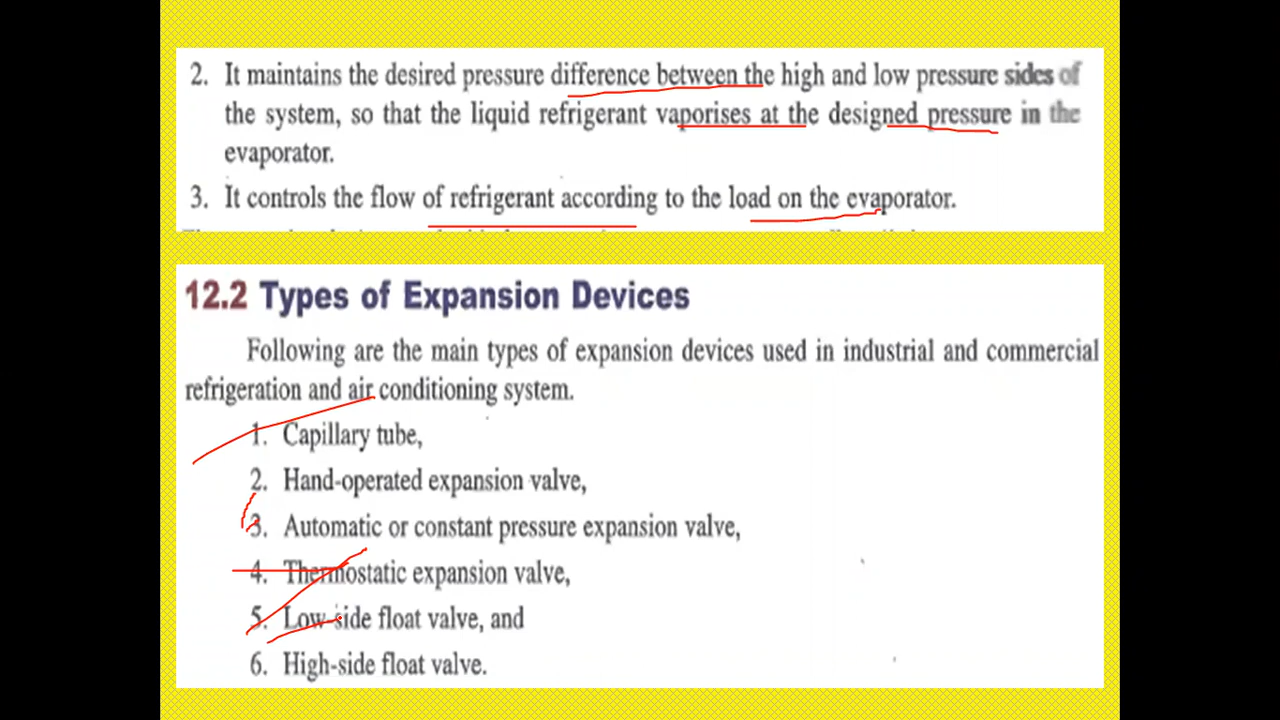 2. It maintains the desired pressure difference between the high and low pressure sides of
the system, so that the liquid refrigerant vaporises at the designed pressure in the
evaporator.
3. It controls the flow of refrigerant according to the load on the evaporator.
12.2 Types of Expansion Devices
Following are the main types of expansion devices used in industrial and commercial
refrigeration and air conditioning system.
1. Capillary tube,
2. Hand-operated expansion valve,
3. Automatic or constant pressure expansion valve,
4. Thermostatic expansion valve,
5. Low-side float valve, and
6. High-side float valve.